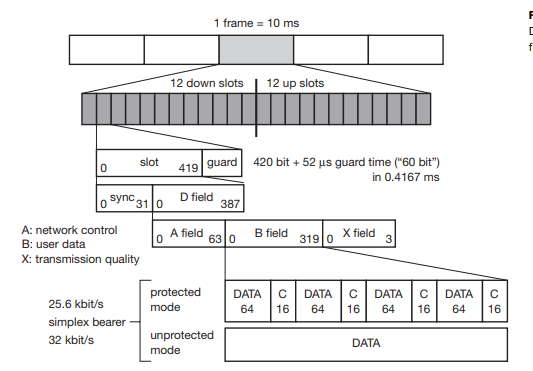 1 frame = 10 ms
12 down slots 12 up slots
0 slot 419 guard 420 bit + 52 µs guard time (“60 bit”)
in 0.4167 ms
0 sync 31 0 D field 387
0 A field 63 0 B field 319 0 X field 3
A: network control
B: user data
X: transmission quality
protected
mode
DATA C DATA C DATA C DATA C
64 16 64 16 64 16 64 16
25.6 kbit/s
simplex bearer
32 kbit/s
unprotected
mode
DATA